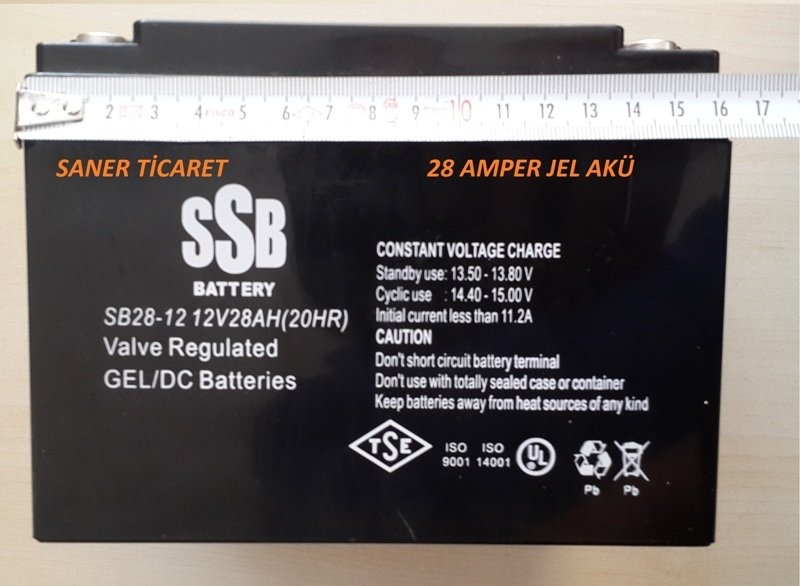 2 3 4 FISCO 5 6 7 8 9 10 11 12 13 14 15 16 17
SANER TİCARET
28 AMPER JEL AKÜ
SSB
BATTERY
SB28-12 12V28AH(20HR)
Valve Regulated
GEL/DC Batteries
CONSTANT VOLTAGE CHARGE
Standby use: 13.50 - 13.80 V
Cyclic use : 14.40 - 15.00 V
Initial current less than 11.2A
CAUTION
Don't short circuit battery terminal
Don't use with totally sealed case or container
Keep batteries away from heat sources of any kind
TSE
ISO 9001
ISO 14001
UL
Pb
Pb